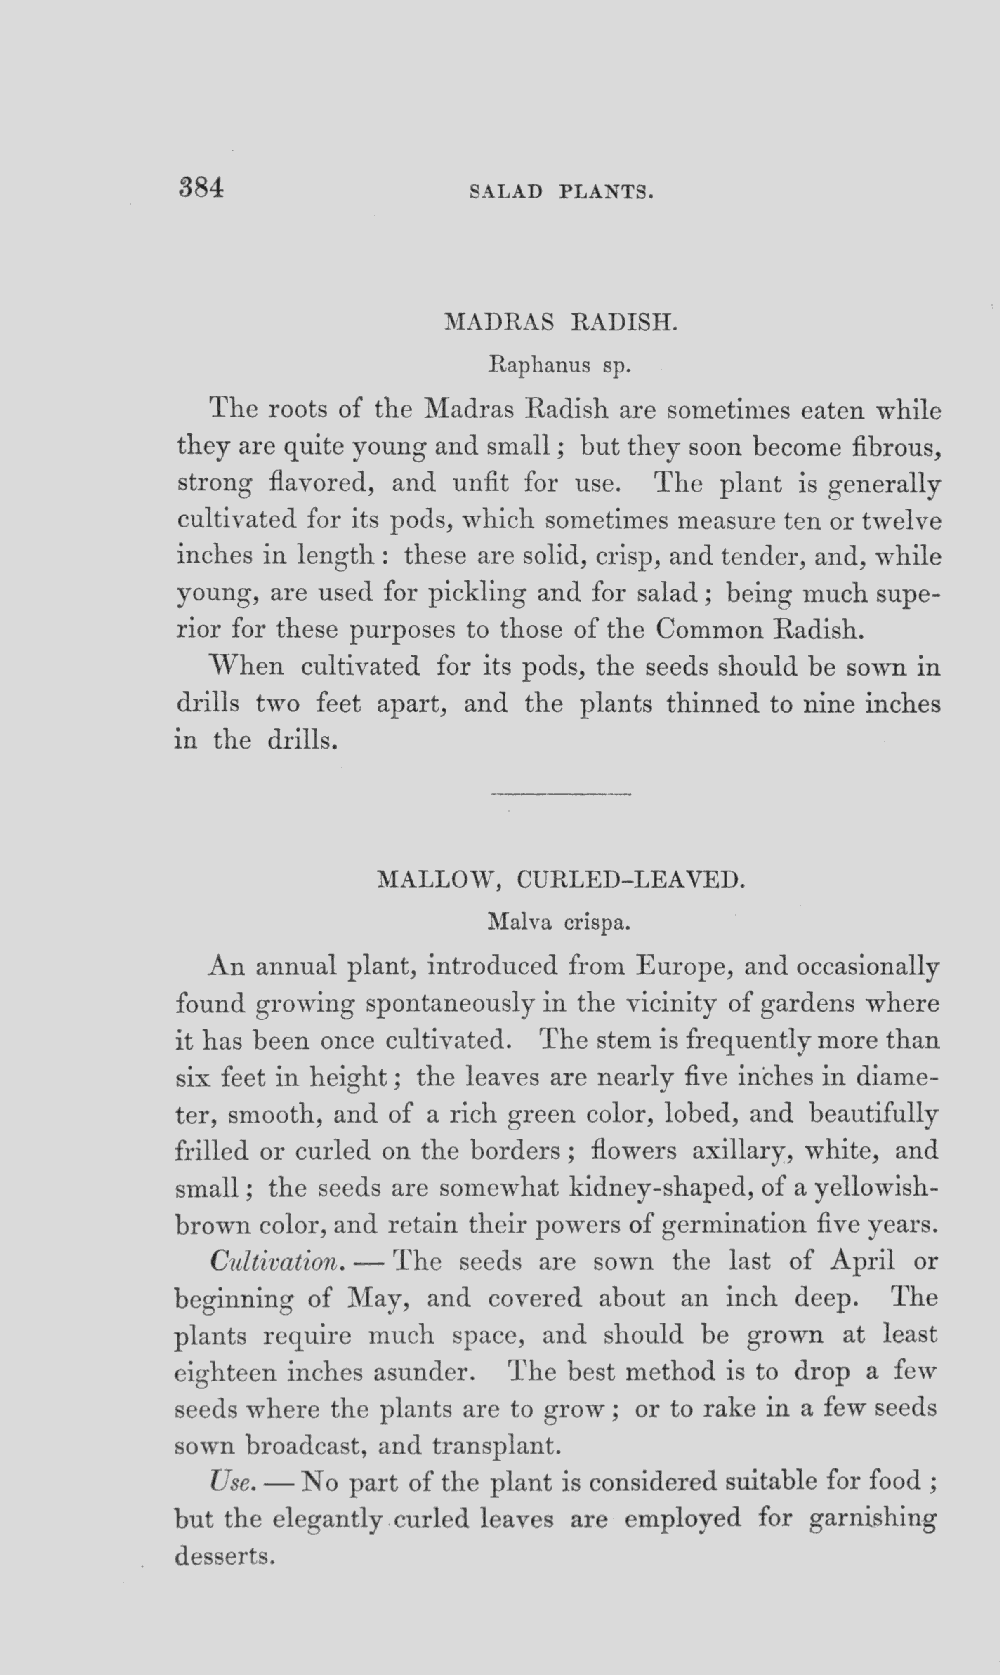 384 SALAD PLANTS.
MADRAS RADISH.
Raphanus sp.
The roots of the Madras Radish are sometimes eaten while
they are quite young and small; but they soon become fibrous,
strong flavored, and unfit for use. The plant is generally
cultivated for its pods, which sometimes measure ten or twelve
inches in length: these are solid, crisp, and tender, and, while
young, are used for pickling and for salad; being much supe-
rior for these purposes to those of the Common Radish.
When cultivated for its pods, the seeds should be sown in
drills two feet apart, and the plants thinned to nine inches
in the drills.
MALLOW, CURLED-LEAVED.
Malva crispa.
An annual plant, introduced from Europe, and occasionally
found growing spontaneously in the vicinity of gardens where
it has been once cultivated. The stem is frequently more than
six feet in height; the leaves are nearly five inches in diame-
ter, smooth, and of a rich green color, lobed, and beautifully
frilled or curled on the borders; flowers axillary, white, and
small; the seeds are somewhat kidney-shaped, of a yellowish-
brown color, and retain their powers of germination five years.
Cultivation. — The seeds are sown the last of April or
beginning of May, and covered about an inch deep. The
plants require much space, and should be grown at least
eighteen inches asunder. The best method is to drop a few
seeds where the plants are to grow; or to rake in a few seeds
sown broadcast, and transplant.
Use. — No part of the plant is considered suitable for food;
but the elegantly curled leaves are employed for garnishing
desserts.